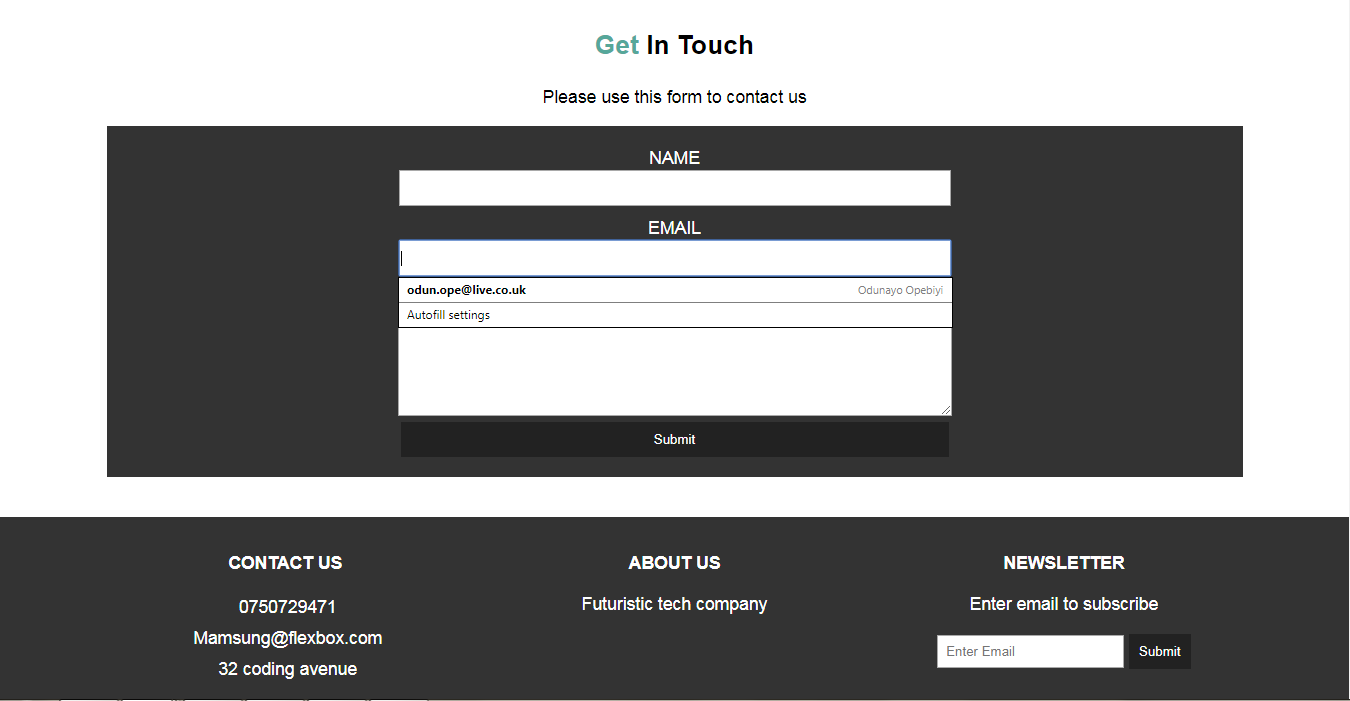 Get In Touch
Please use this form to contact us
NAME
EMAIL
odun.ope@live.co.uk Odunayo Opebiyi
Autofill settings
Submit
CONTACT US
0750729471
Mamsung@flexbox.com
32 coding avenue
ABOUT US
Futuristic tech company
NEWSLETTER
Enter email to subscribe
Enter Email Submit